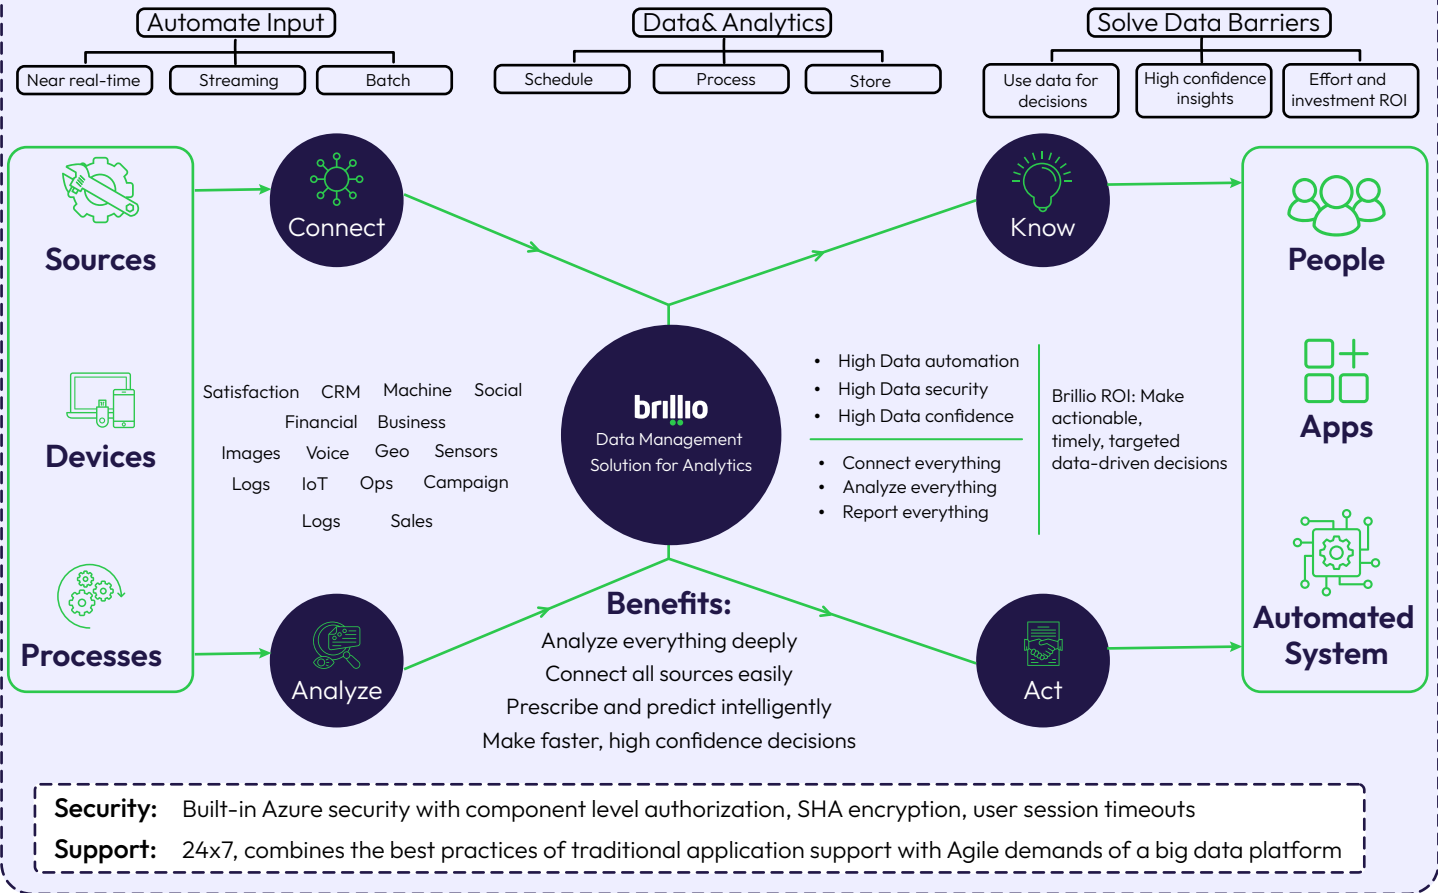 Automate Input
Data& Analytics
Solve Data Barriers
Near real-time
Streaming
Batch
Schedule
Process
Store
Use data for
decisions
High confidence
insights
Effort and
investment ROI
Sources
Devices
Processes
Connect
Analyze
Satisfaction CRM Machine Social
Financial Business
Images Voice Geo Sensors
Logs IoT Ops Campaign
Logs Sales
brillio
Data Management
Solution for Analytics
• High Data automation
• High Data security
• High Data confidence
• Connect everything
• Analyze everything
• Report everything
Brillio ROI: Make
actionable,
timely, targeted
data-driven decisions
Know
Act
People
Apps
Automated
System
Benefits:
Analyze everything deeply
Connect all sources easily
Prescribe and predict intelligently
Make faster, high confidence decisions
Security: Built-in Azure security with component level authorization, SHA encryption, user session timeouts
Support: 24x7, combines the best practices of traditional application support with Agile demands of a big data platform